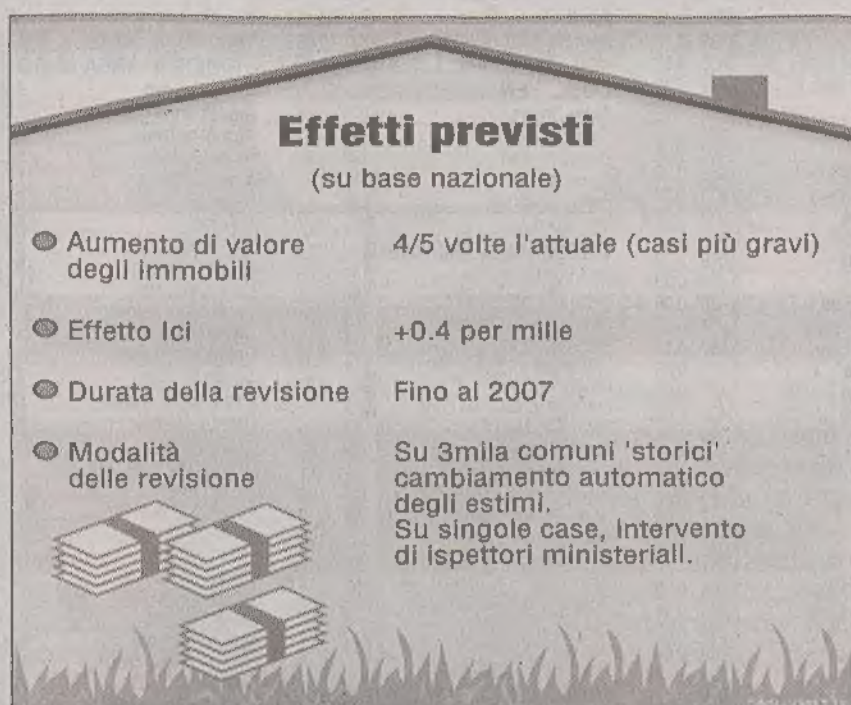 Effetti previsti
(su base nazionale)
Aumento di valore
degli immobili
4/5 volte l'attuale (casi più gravi)
Effetto Ici
+0.4 per mille
Durata della revisione
Fino al 2007
Modalità
delle revisione
Su 3mila comuni 'storici'
cambiamento automatico
degli estimi.
Su singole case, intervento
di ispettori ministeriali.